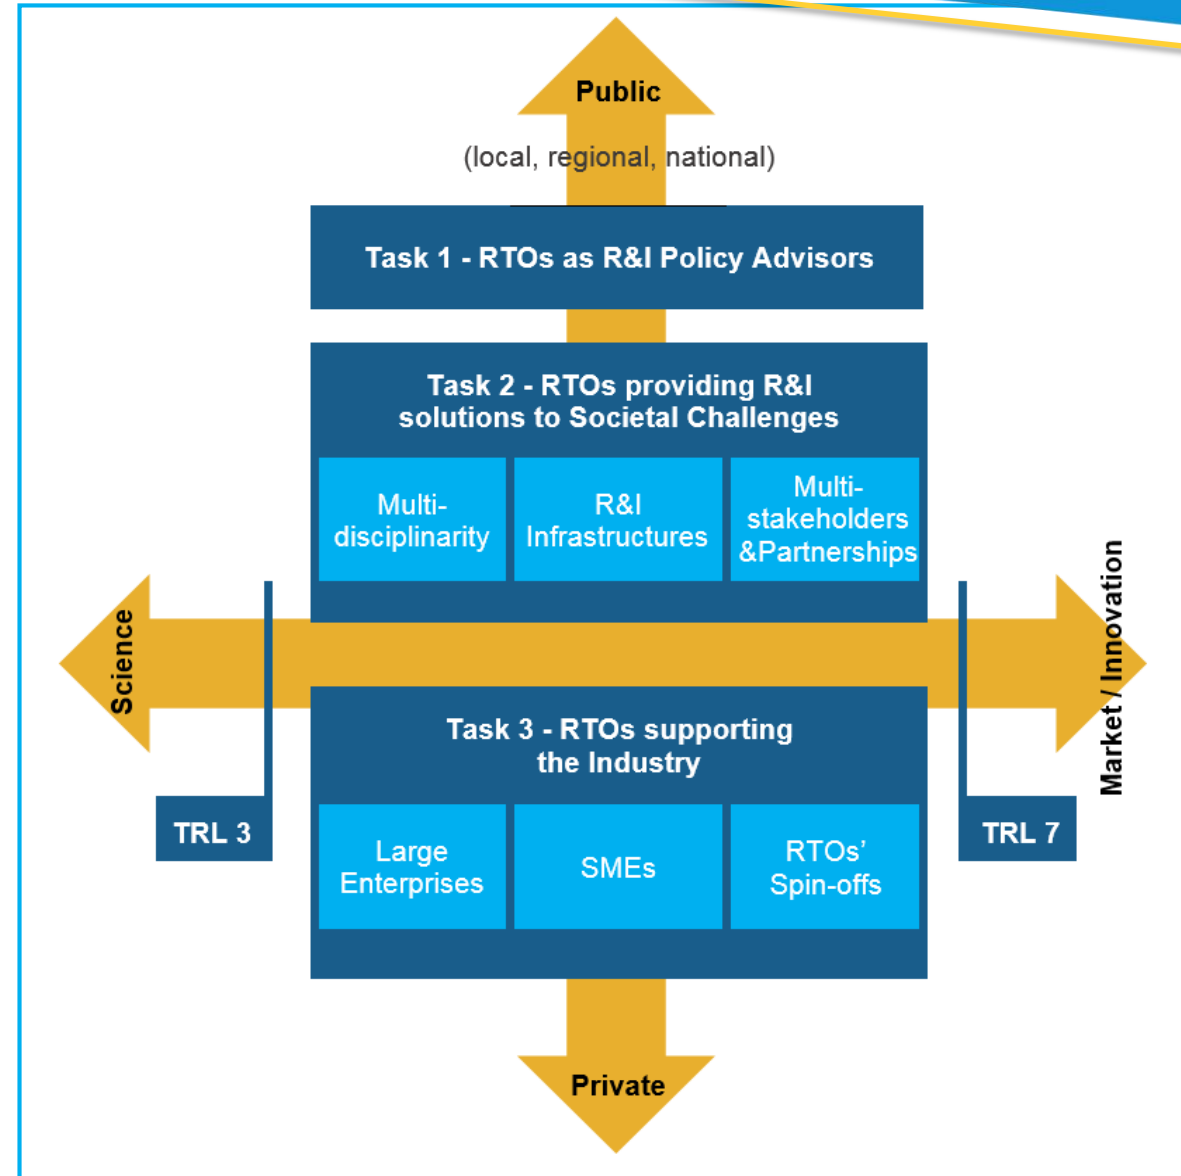 Public
(local, regional, national)
Task 1 - RTOs as R&I Policy Advisors
Task 2 - RTOs providing R&I
solutions to Societal Challenges
Multi-
disciplinarity
R&I
Infrastructures
Multi-
stakeholders
&Partnerships
Science
Market / Innovation
Task 3 - RTOs supporting
the Industry
TRL 3
TRL 7
Large
Enterprises
SMEs
RTOs’
Spin-offs
Private